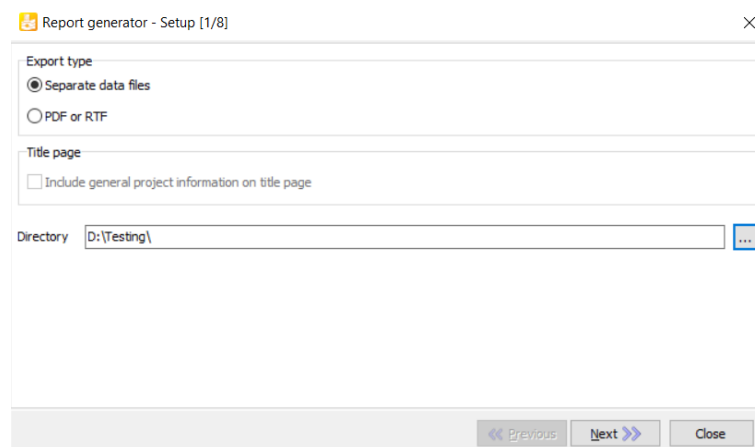 Report generator - Setup [1/8]
Export type
Separate data files
PDF or RTF
Title page
Include general project information on title page
Directory D:\Testing\ ...
Previous Next Close